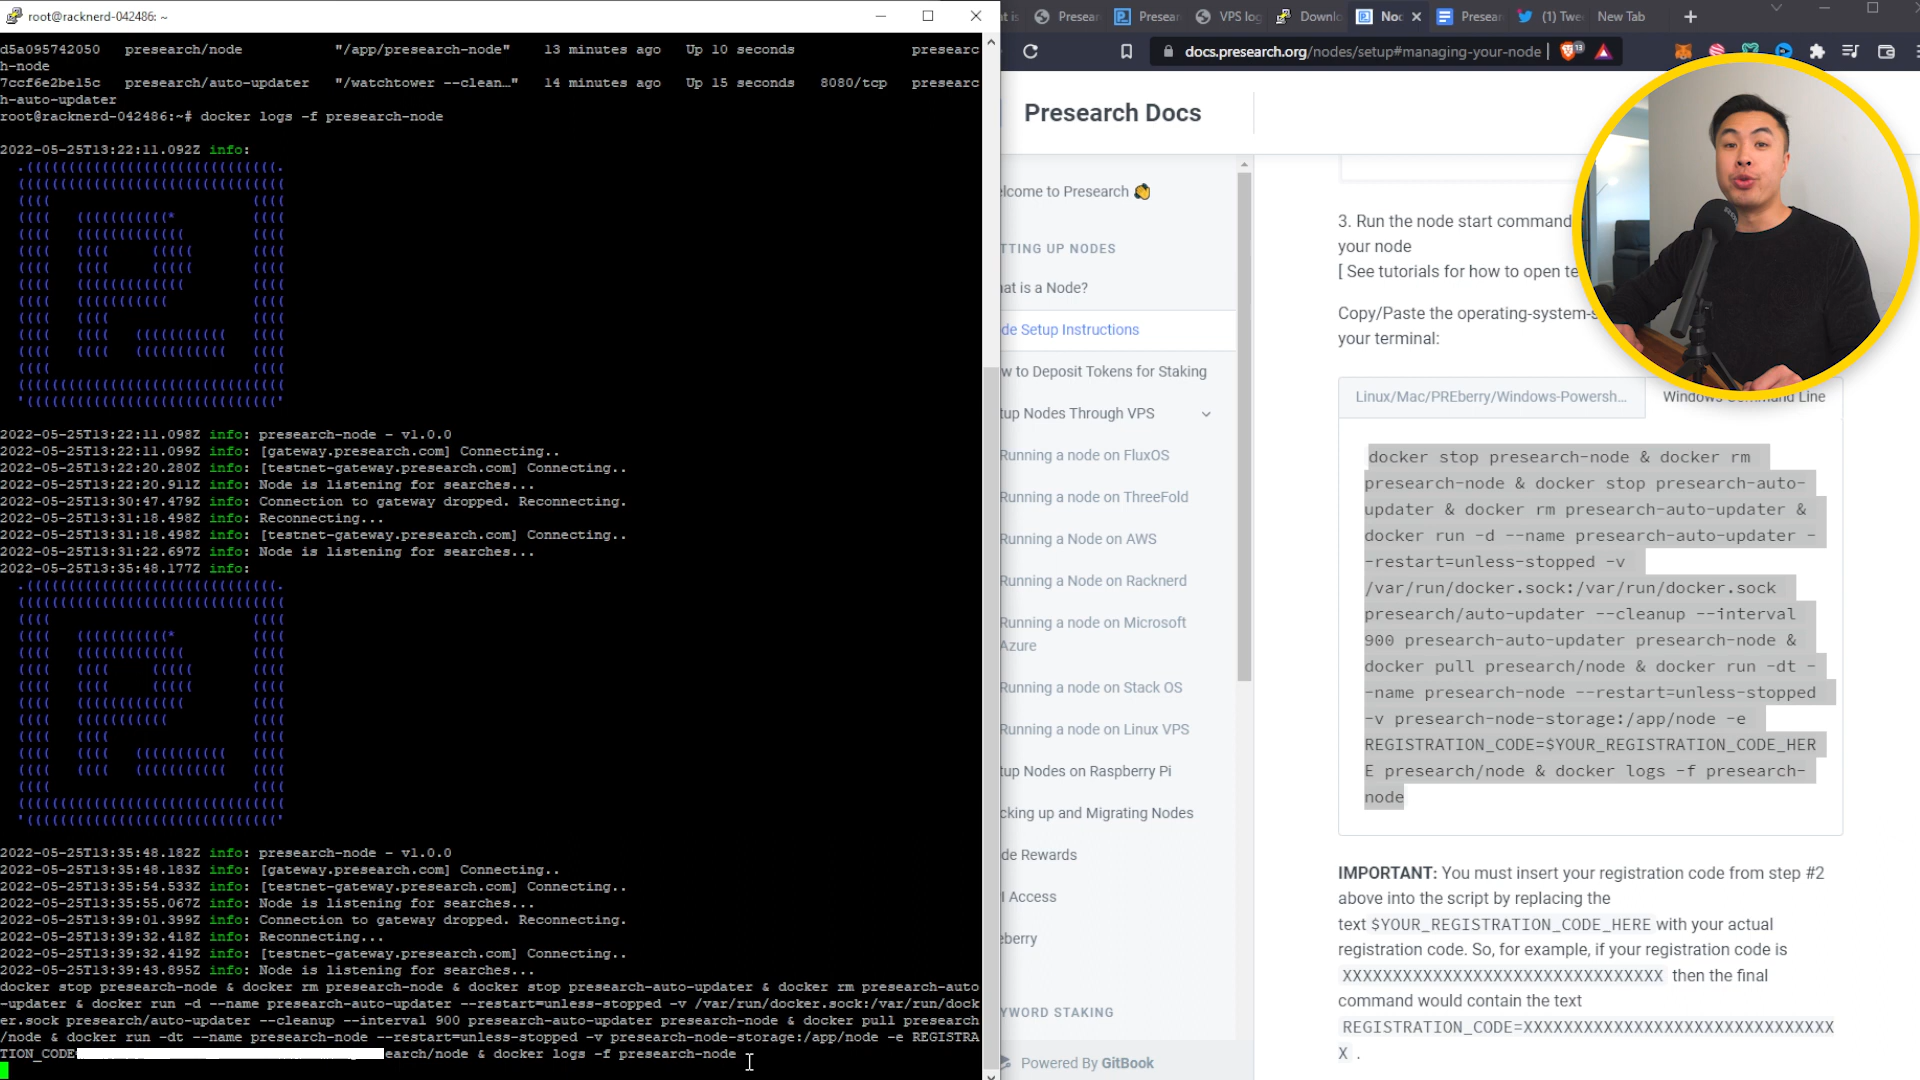 root@racknerd-042486: ~
d5a095742050 presearch/node "/app/presearch-node" 13 minutes ago Up 10 seconds presearc
h-node
7ccf6e2be15c presearch/auto-updater "/watchtower --clean…" 14 minutes ago Up 15 seconds 8080/tcp presearc
h-auto-updater
root@racknerd-042486:~# docker logs -f presearch-node
2022-05-25T13:22:11.092Z info:
2022-05-25T13:22:11.098Z info: presearch-node - v1.0.0
2022-05-25T13:22:11.099Z info: [gateway.presearch.com] Connecting..
2022-05-25T13:22:20.280Z info: [testnet-gateway.presearch.com] Connecting..
2022-05-25T13:22:20.911Z info: Node is listening for searches...
2022-05-25T13:30:47.479Z info: Connection to gateway dropped. Reconnecting.
2022-05-25T13:31:18.498Z info: Reconnecting...
2022-05-25T13:31:18.498Z info: [testnet-gateway.presearch.com] Connecting..
2022-05-25T13:31:22.697Z info: Node is listening for searches...
2022-05-25T13:35:48.177Z info:
2022-05-25T13:35:48.182Z info: presearch-node - v1.0.0
2022-05-25T13:35:48.183Z info: [gateway.presearch.com] Connecting..
2022-05-25T13:35:54.533Z info: [testnet-gateway.presearch.com] Connecting..
2022-05-25T13:35:55.067Z info: Node is listening for searches...
2022-05-25T13:39:01.399Z info: Connection to gateway dropped. Reconnecting.
2022-05-25T13:39:32.418Z info: Reconnecting...
2022-05-25T13:39:32.419Z info: [testnet-gateway.presearch.com] Connecting..
2022-05-25T13:39:43.895Z info: Node is listening for searches...
docker stop presearch-node & docker rm presearch-node & docker stop presearch-auto-updater & docker rm presearch-auto
-updater & docker run -d --name presearch-auto-updater --restart=unless-stopped -v /var/run/docker.sock:/var/run/dock
er.sock presearch/auto-updater --cleanup --interval 900 presearch-auto-updater presearch-node & docker pull presearch
/node & docker run -dt --name presearch-node --restart=unless-stopped -v presearch-node-storage:/app/node -e REGISTRA
TION_CODE= earch/node & docker logs -f presearch-node
at is Presear Presear VPS log Downlo Noc Presear (1) Twe New Tab
docs.presearch.org/nodes/setup#managing-your-node
13
Presearch Docs
elcome to Presearch
TTING UP NODES
hat is a Node?
de Setup Instructions
w to Deposit Tokens for Staking
tup Nodes Through VPS
Running a node on FluxOS
Running a node on ThreeFold
Running a Node on AWS
Running a Node on Racknerd
Running a node on Microsoft
Azure
Running a node on Stack OS
Running a node on Linux VPS
tup Nodes on Raspberry Pi
cking up and Migrating Nodes
de Rewards
I Access
eberry
KEYWORD STAKING
Powered By GitBook
3. Run the node start command
your node
[ See tutorials for how to open te
Copy/Paste the operating-system-s
your terminal:
Linux/Mac/PREberry/Windows-Powersh… Windows Command Line
docker stop presearch-node & docker rm
presearch-node & docker stop presearch-auto-
updater & docker rm presearch-auto-updater &
docker run -d --name presearch-auto-updater -
-restart=unless-stopped -v
/var/run/docker.sock:/var/run/docker.sock
presearch/auto-updater --cleanup --interval
900 presearch-auto-updater presearch-node &
docker pull presearch/node & docker run -dt -
-name presearch-node --restart=unless-stopped
-v presearch-node-storage:/app/node -e
REGISTRATION_CODE=$YOUR_REGISTRATION_CODE_HER
E presearch/node & docker logs -f presearch-
node
IMPORTANT: You must insert your registration code from step #2
above into the script by replacing the
text $YOUR_REGISTRATION_CODE_HERE with your actual
registration code. So, for example, if your registration code is
XXXXXXXXXXXXXXXXXXXXXXXXXXXXXXXX then the final
command would contain the text
REGISTRATION_CODE=XXXXXXXXXXXXXXXXXXXXXXXXXXXXXXX
X .